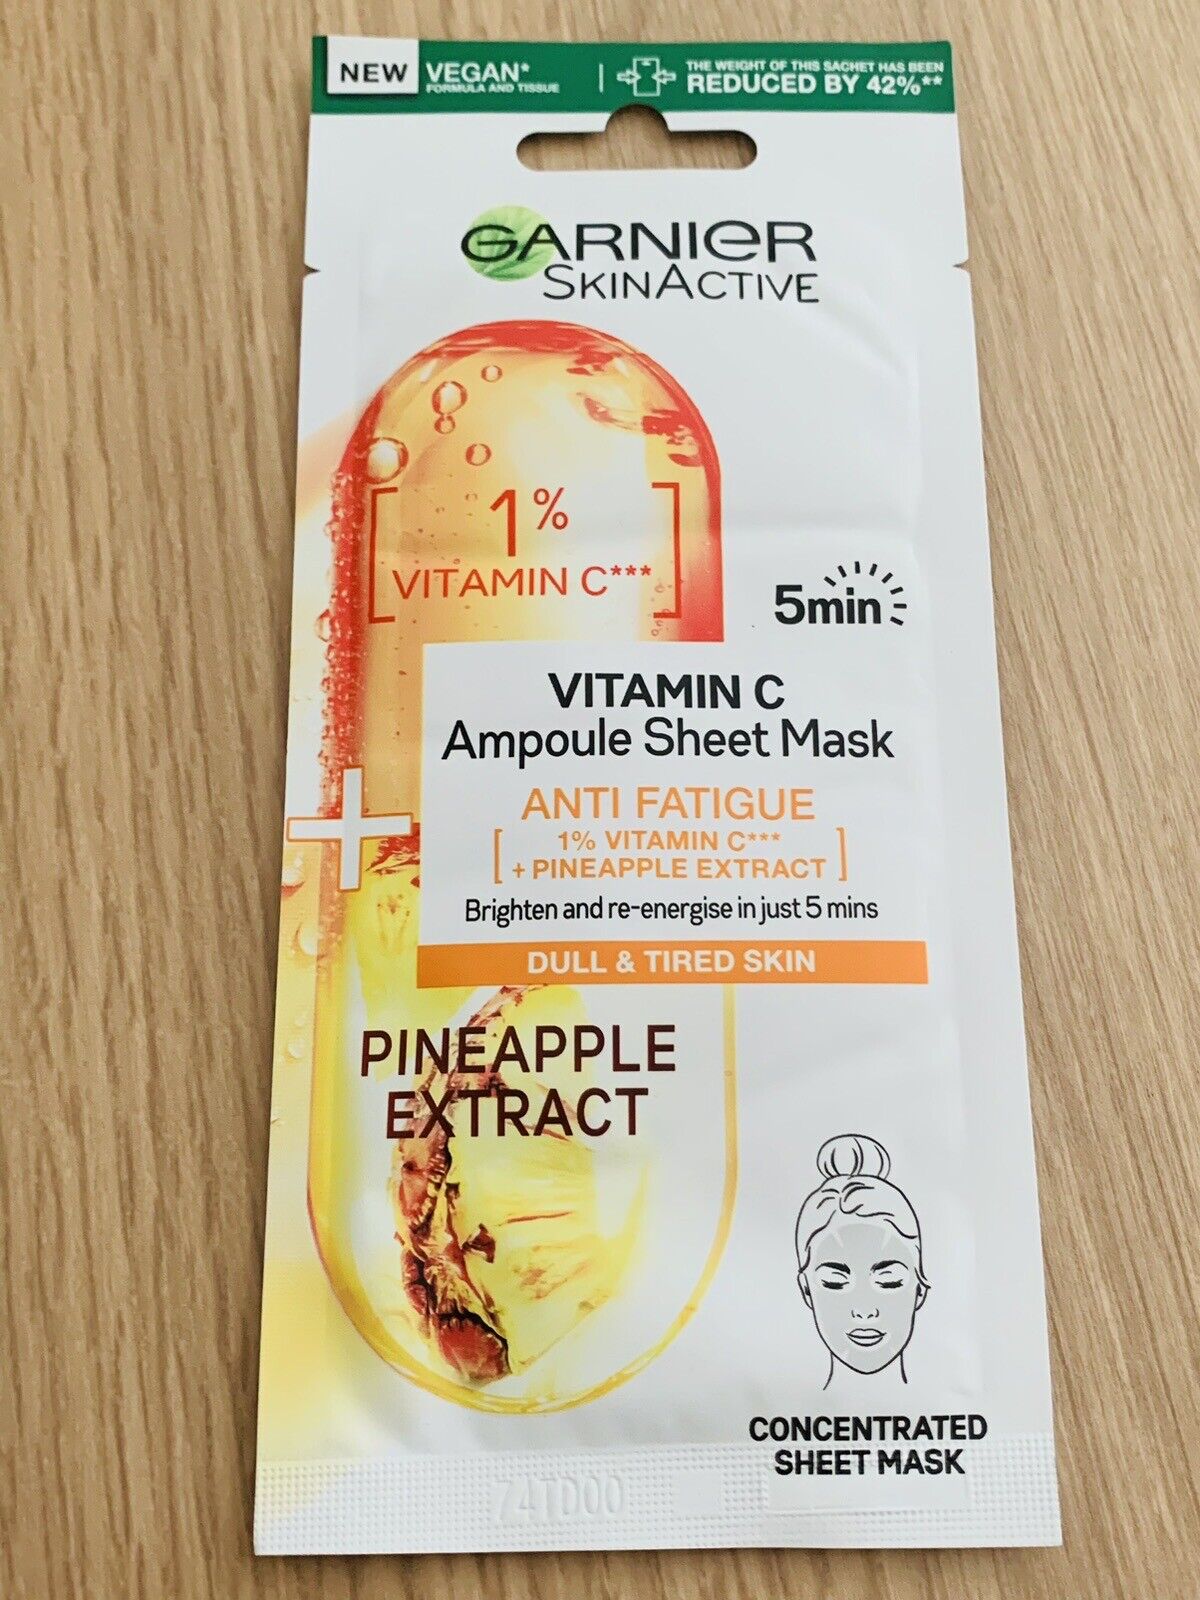 NEW
VEGAN*
FORMULA AND TISSUE
THE WEIGHT OF THIS SACHET HAS BEEN
REDUCED BY 42%**
GARNIER
SKINACTIVE
1%
VITAMIN C***
5min
VITAMIN C
Ampoule Sheet Mask
ANTI FATIGUE
1% VITAMIN C***
+ PINEAPPLE EXTRACT
Brighten and re-energise in just 5 mins
DULL & TIRED SKIN
PINEAPPLE
EXTRACT
CONCENTRATED
SHEET MASK
74TD00